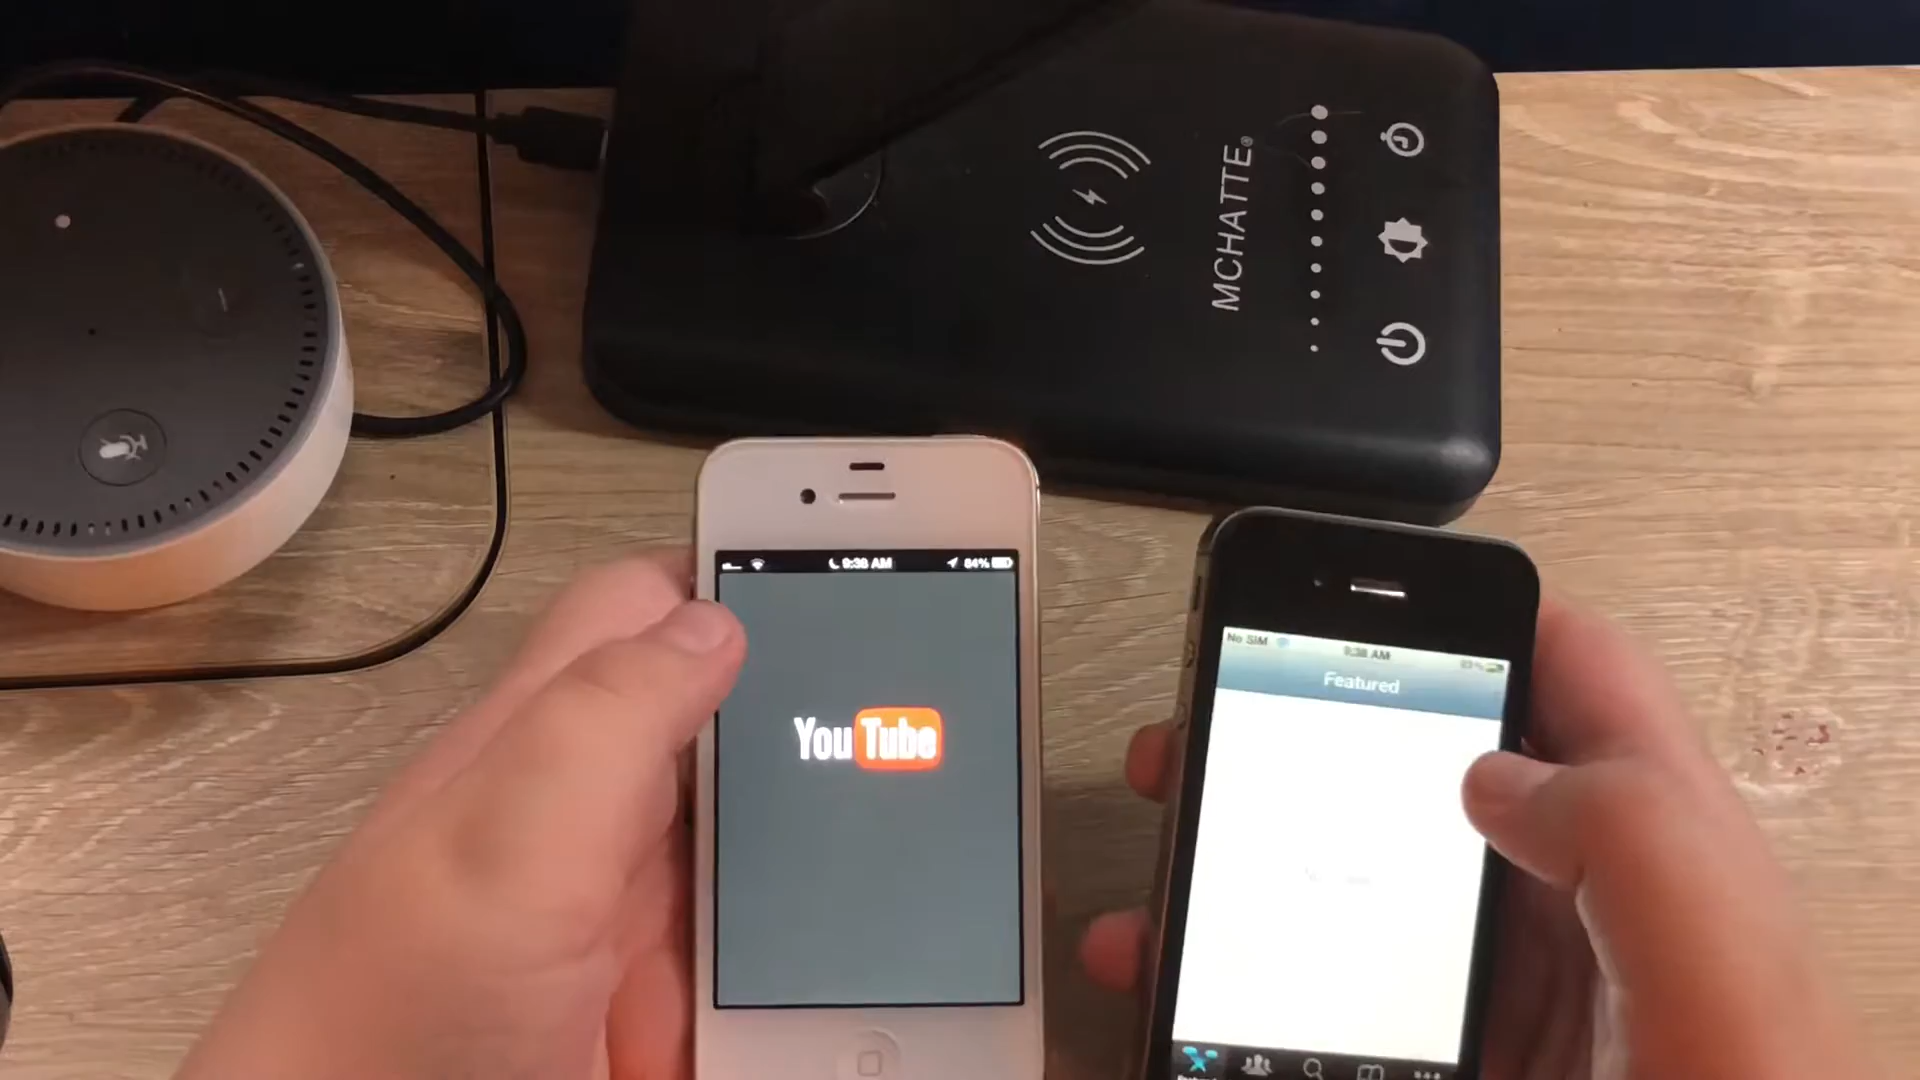 MCHATTE®
9:38 AM
84%
YouTube
No SIM
9:38 AM
Featured